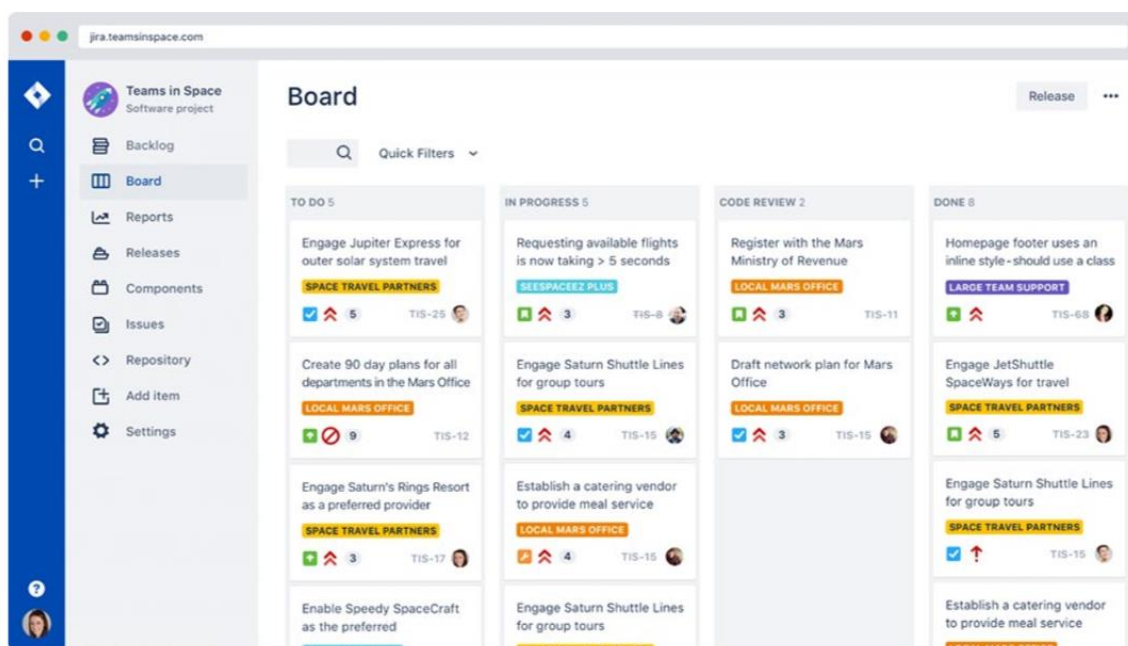 jira.teamsinspace.com
Teams in Space
Software project
Backlog
Board
Reports
Releases
Components
Issues
Repository
Add item
Settings
Board
Release
Quick Filters
TO DO 5
Engage Jupiter Express for
outer solar system travel
SPACE TRAVEL PARTNERS
5
TIS-25
Create 90 day plans for all
departments in the Mars Office
LOCAL MARS OFFICE
9
TIS-12
Engage Saturn's Rings Resort
as a preferred provider
SPACE TRAVEL PARTNERS
3
TIS-17
Enable Speedy SpaceCraft
as the preferred
IN PROGRESS 5
Requesting available flights
is now taking > 5 seconds
SEESPACEEZ PLUS
3
TIS-8
Engage Saturn Shuttle Lines
for group tours
SPACE TRAVEL PARTNERS
4
TIS-15
Establish a catering vendor
to provide meal service
LOCAL MARS OFFICE
4
TIS-15
Engage Saturn Shuttle Lines
for group tours
CODE REVIEW 2
Register with the Mars
Ministry of Revenue
LOCAL MARS OFFICE
3
TIS-11
Draft network plan for Mars
Office
LOCAL MARS OFFICE
3
TIS-15
DONE 8
Homepage footer uses an
inline style - should use a class
LARGE TEAM SUPPORT
TIS-68
Engage JetShuttle
SpaceWays for travel
SPACE TRAVEL PARTNERS
5
TIS-23
Engage Saturn Shuttle Lines
for group tours
SPACE TRAVEL PARTNERS
TIS-15
Establish a catering vendor
to provide meal service